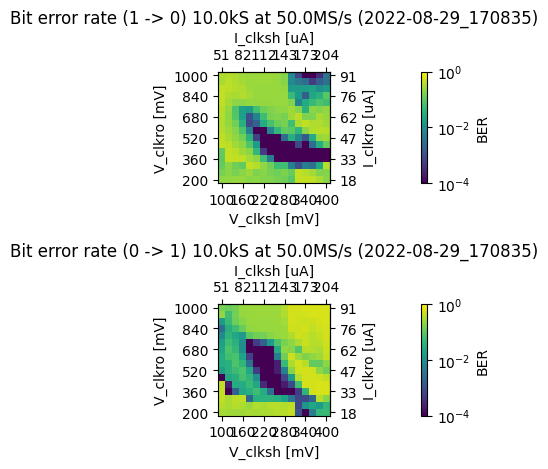 Bit error rate (1 -> 0) 10.0kS at 50.0MS/s (2022-08-29_170835)
I_clksh [uA]
51 82 112 143 173 204
1000 91
840 76
680 62
520 47
360 33
200 18
V_clkro [mV]
I_clkro [uA]
100 160 220 280 340 400
V_clksh [mV]
10^0
10^-2
10^-4
BER
Bit error rate (0 -> 1) 10.0kS at 50.0MS/s (2022-08-29_170835)
I_clksh [uA]
51 82 112 143 173 204
1000 91
840 76
680 62
520 47
360 33
200 18
V_clkro [mV]
I_clkro [uA]
100 160 220 280 340 400
V_clksh [mV]
10^0
10^-2
10^-4
BER